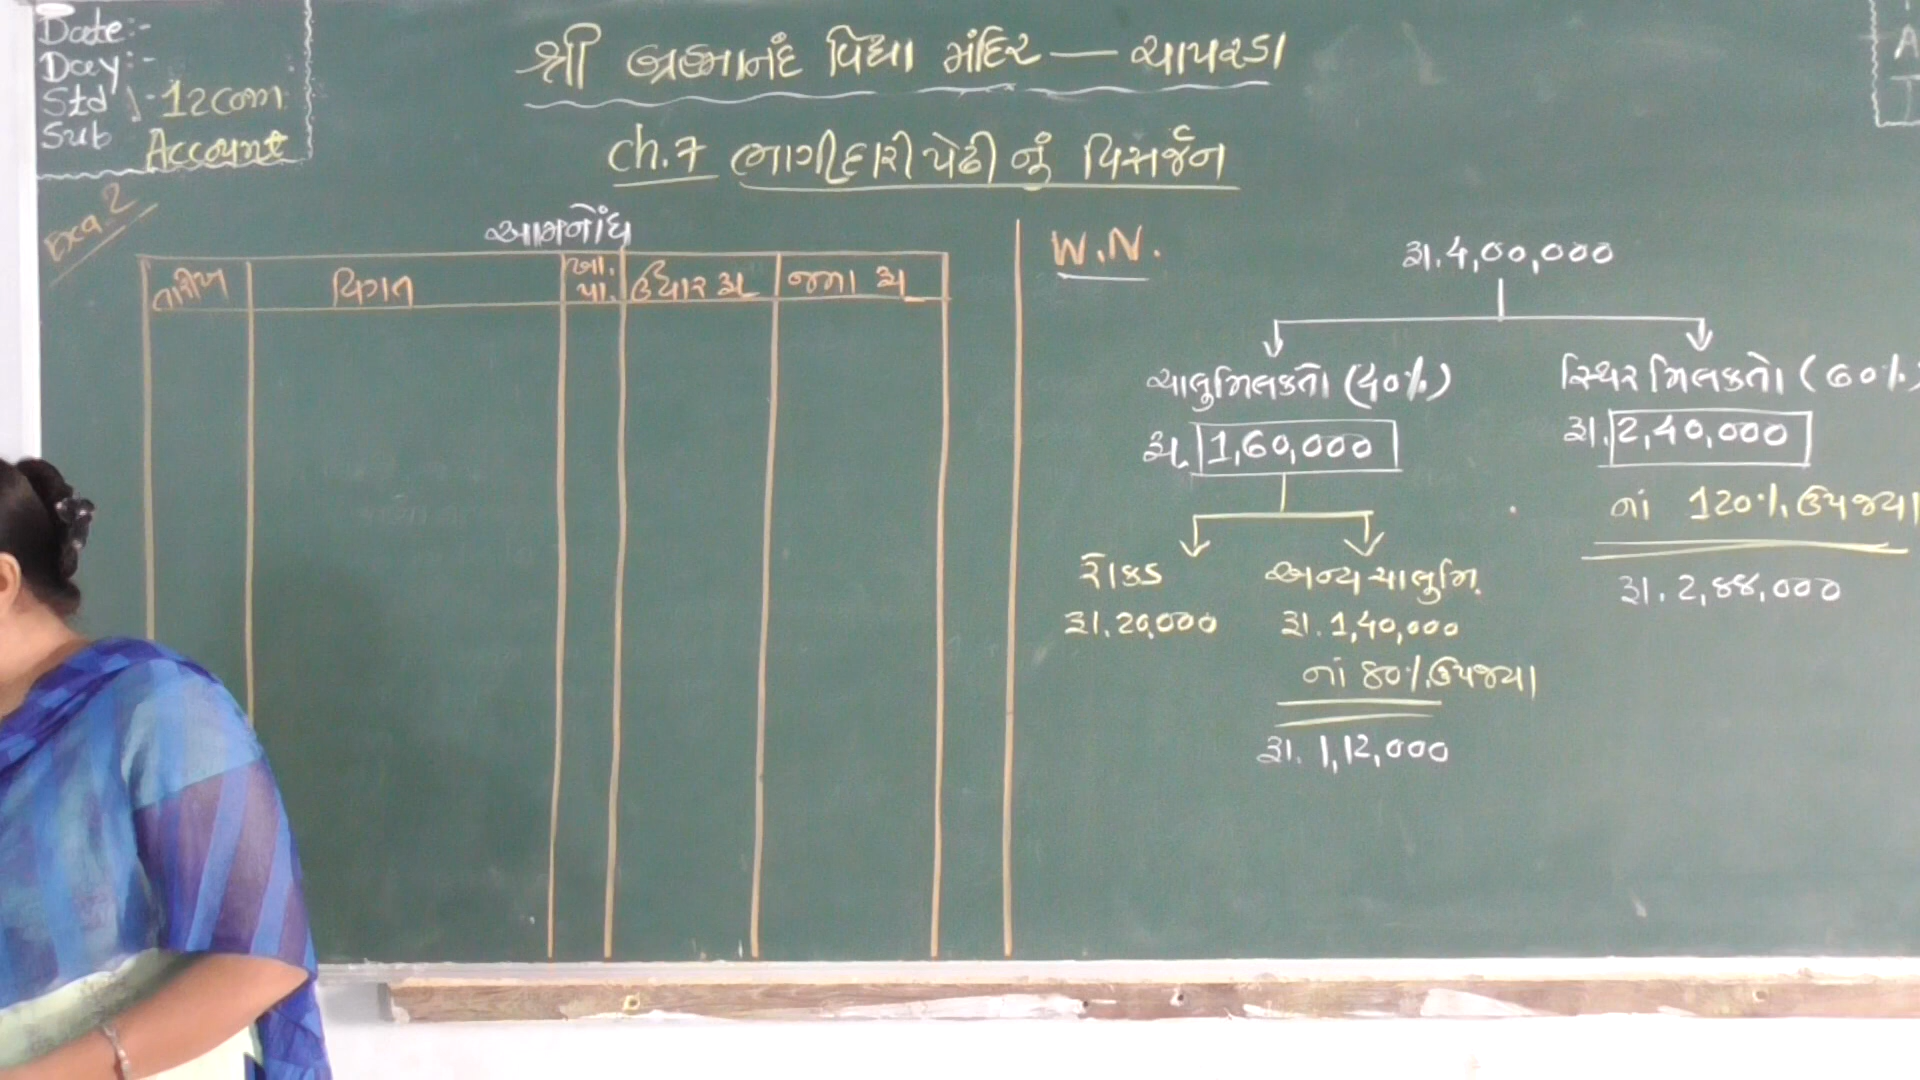 Date:-
Day:-
Std :- 12 com
Sub Account
શ્રી બ્રહ્માનંદ વિદ્યા મંદિર — ચાપરડા
ch.7 ભાગીદારી પેઢીનું વિસર્જન
Exa 2
આમનોંધ
તારીખ વિગત ખા. પા. ઉધાર રૂા. જમા રૂા.
W.N.
રૂા. 4,00,000
ચાલુ મિલકતો (40%) સ્થિર મિલકતો (60%)
રૂા. 1,60,000 રૂા. 2,40,000
નાં 120% ઉપજ્યા
રૂા. 2,88,000
રોકડ અન્ય ચાલુ મિ.
રૂા. 20,000 રૂા. 1,40,000
નાં 80% ઉપજ્યા
રૂા. 1,12,000